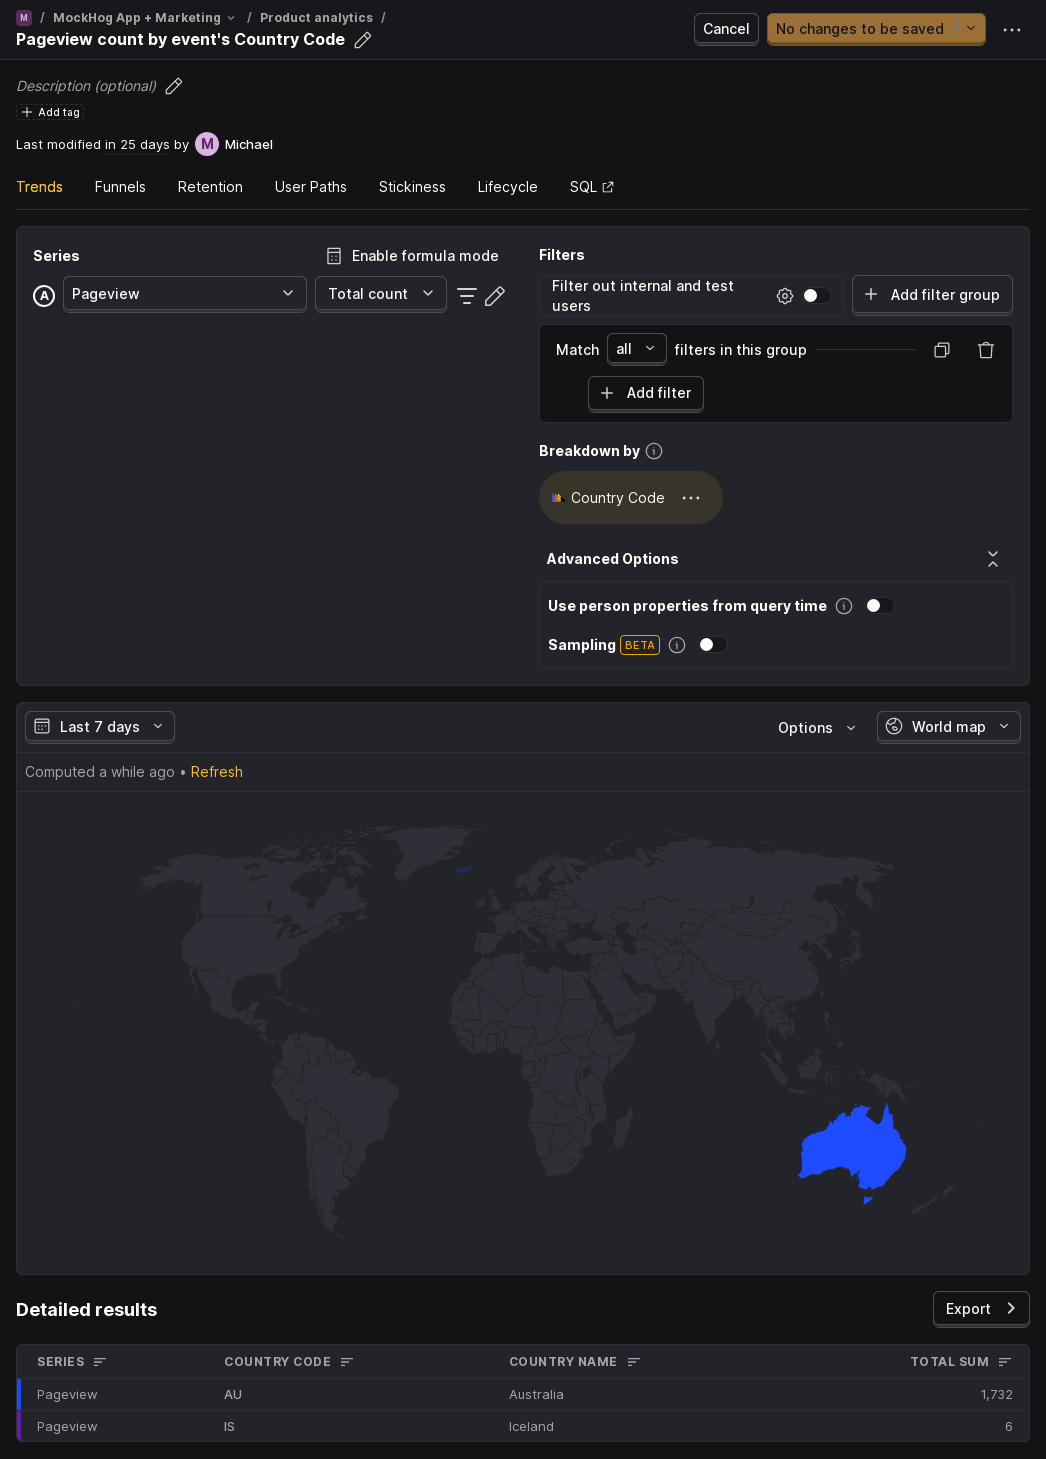 M / MockHog App + Marketing / Product analytics /
Pageview count by event's Country Code
Cancel
No changes to be saved
Description (optional)
Add tag
Last modified in 25 days by M Michael
Trends Funnels Retention User Paths Stickiness Lifecycle SQL
Series
Enable formula mode
A Pageview Total count
Filters
Filter out internal and test
users
Add filter group
Match all filters in this group
Add filter
Breakdown by
Country Code
Advanced Options
Use person properties from query time
Sampling BETA
Last 7 days Options World map
Computed a while ago • Refresh
Detailed results
Export
SERIES COUNTRY CODE COUNTRY NAME TOTAL SUM
Pageview AU Australia 1,732
Pageview IS Iceland 6